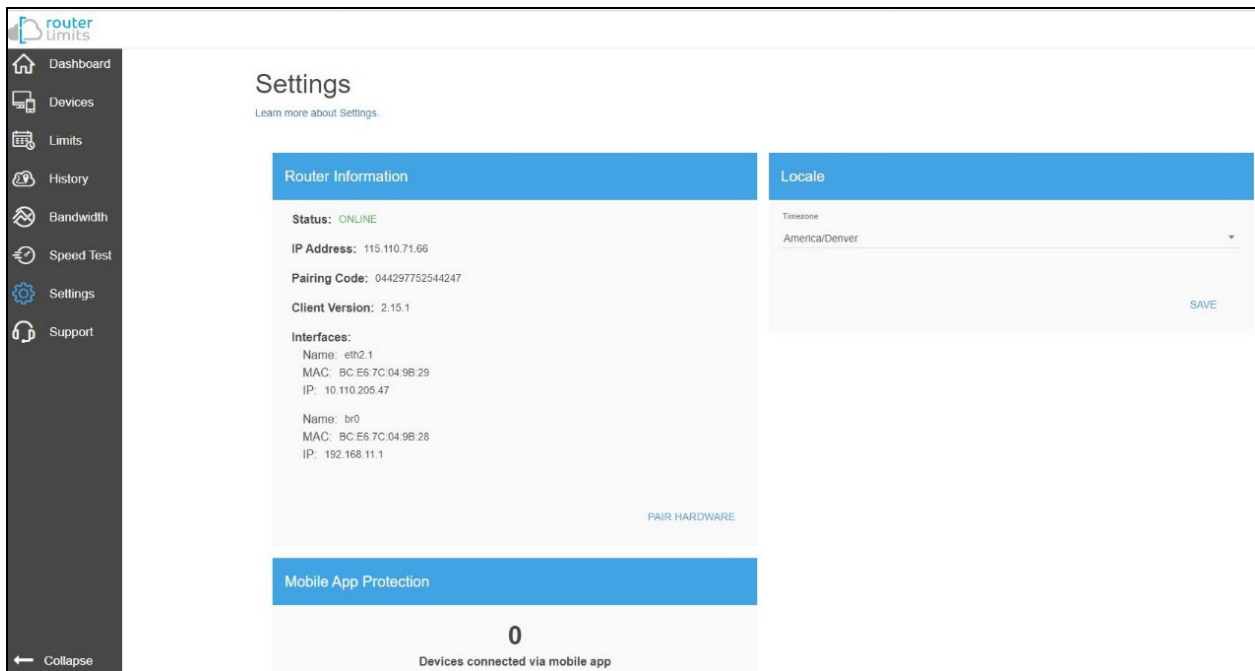 router
Limits
Dashboard
Devices
Limits
History
Bandwidth
Speed Test
Settings
Support
Collapse
Settings
Learn more about Settings.
Router Information
Status: ONLINE
IP Address: 115.110.71.66
Pairing Code: 044297752544247
Client Version: 2.15.1
Interfaces:
Name: eth2.1
MAC: BC:E6:7C:04:9B:29
IP: 10.110.205.47
Name: br0
MAC: BC:E6:7C:04:9B:28
IP: 192.168.11.1
PAIR HARDWARE
Mobile App Protection
0
Devices connected via mobile app
Locale
Timezone
America/Denver
SAVE